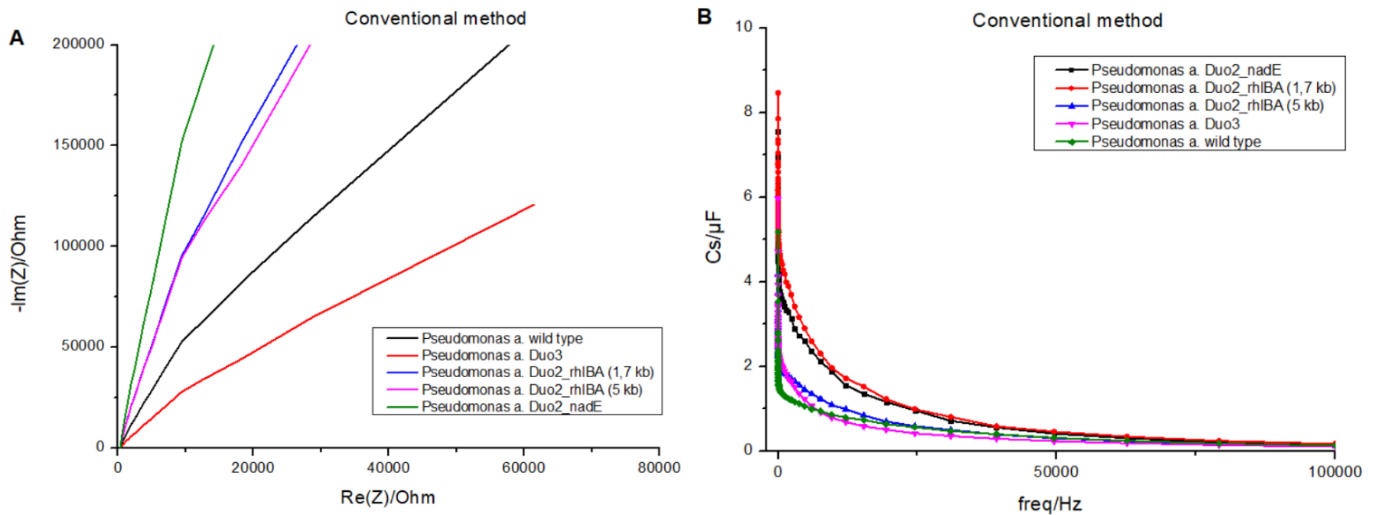 A
Conventional method
200000
150000
100000
50000
0
-Im(Z)/Ohm
Pseudomonas a. wild type
Pseudomonas a. Duo3
Pseudomonas a. Duo2_rhlBA (1,7 kb)
Pseudomonas a. Duo2_rhlBA (5 kb)
Pseudomonas a. Duo2_nadE
0 20000 40000 60000 80000
Re(Z)/Ohm
B
Conventional method
10
8
6
4
2
0
Cs/µF
Pseudomonas a. Duo2_nadE
Pseudomonas a. Duo2_rhlBA (1,7 kb)
Pseudomonas a. Duo2_rhlBA (5 kb)
Pseudomonas a. Duo3
Pseudomonas a. wild type
0 50000 100000
freq/Hz